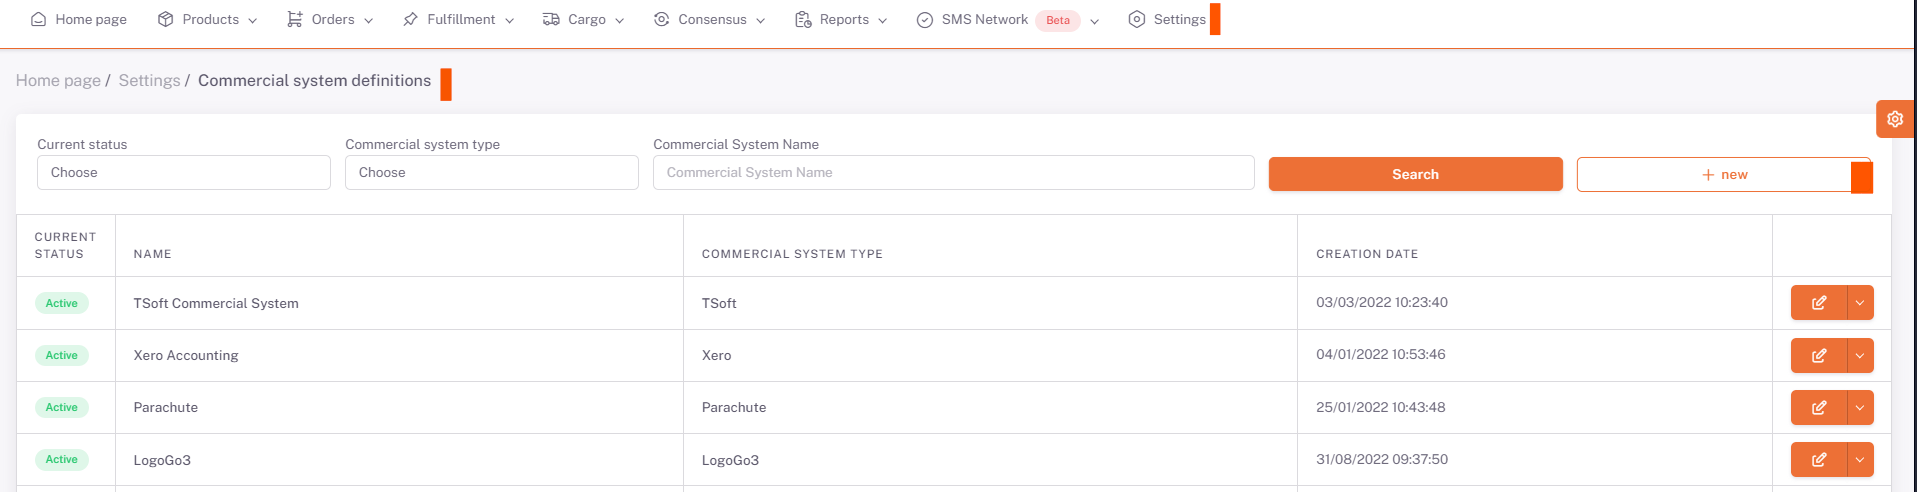 Home page Products Orders Fulfillment Cargo Consensus Reports SMS Network Beta Settings
Home page / Settings / Commercial system definitions
Current status Commercial system type Commercial System Name
Choose Choose Commercial System Name Search + new
CURRENT STATUS NAME COMMERCIAL SYSTEM TYPE CREATION DATE
Active TSoft Commercial System TSoft 03/03/2022 10:23:40
Active Xero Accounting Xero 04/01/2022 10:53:46
Active Parachute Parachute 25/01/2022 10:43:48
Active LogoGo3 LogoGo3 31/08/2022 09:37:50